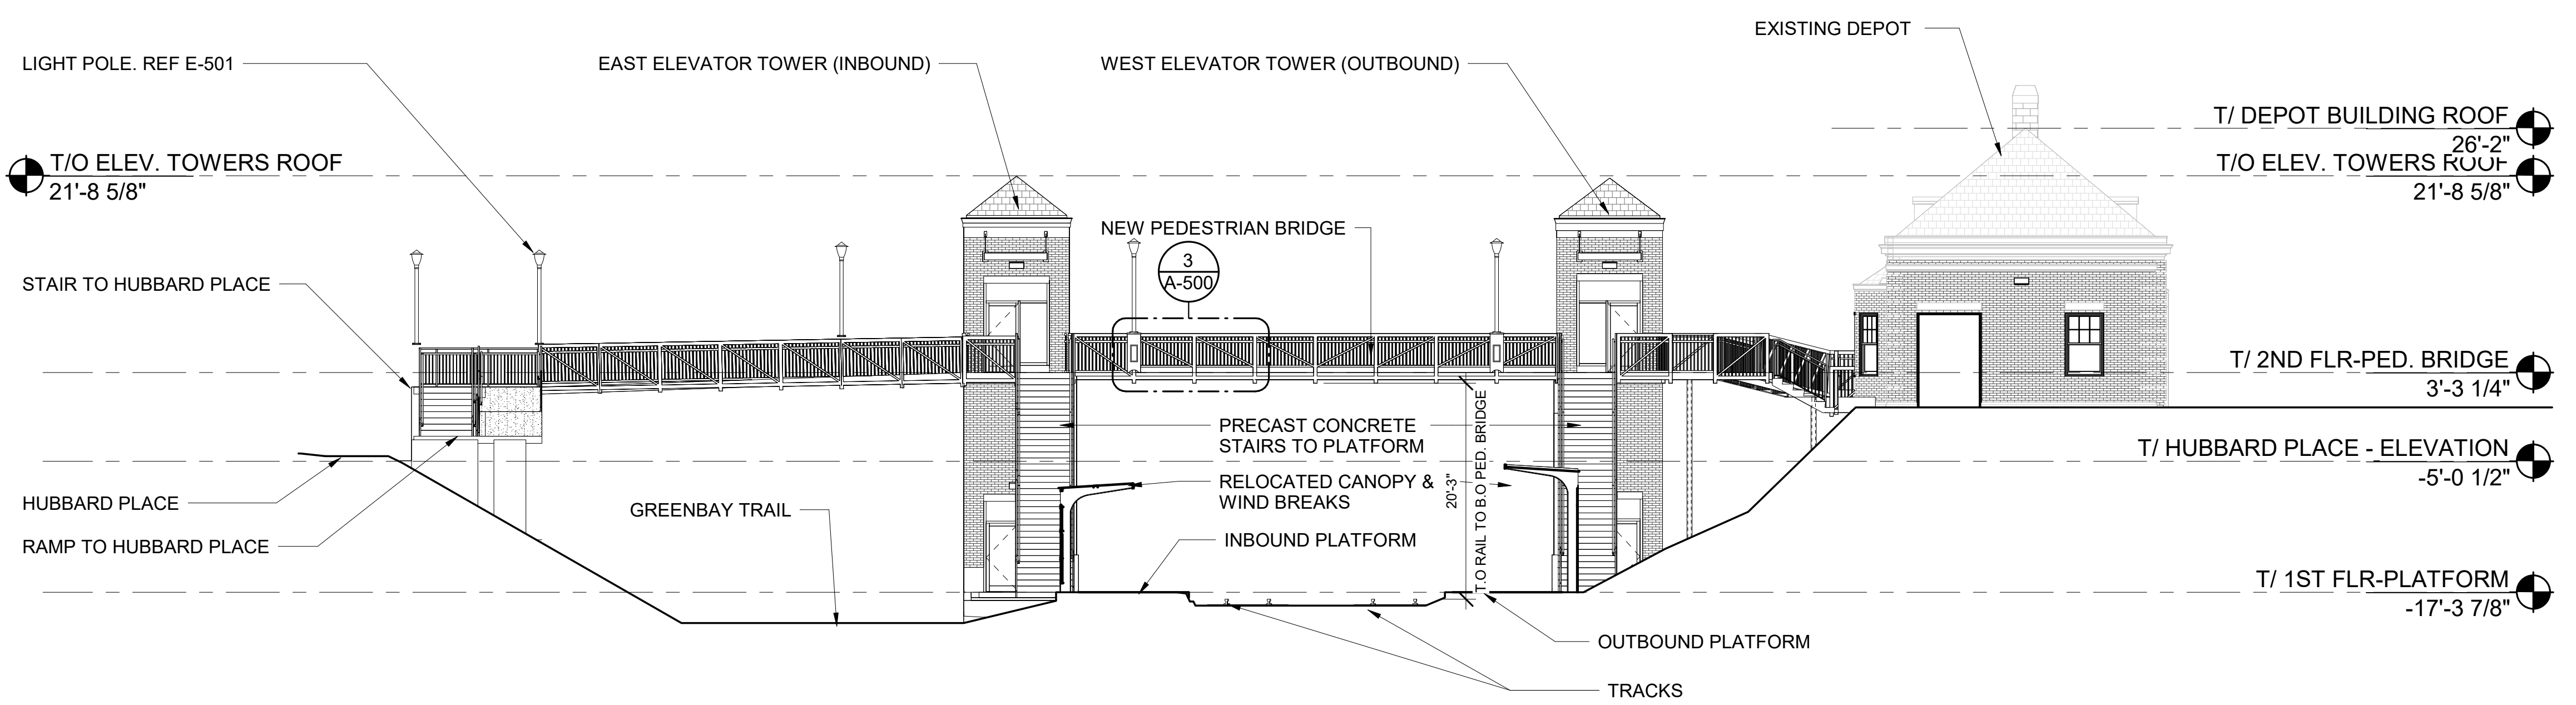 EXISTING DEPOT
LIGHT POLE. REF E-501
EAST ELEVATOR TOWER (INBOUND)
WEST ELEVATOR TOWER (OUTBOUND)
T/ DEPOT BUILDING ROOF
26'-2"
T/O ELEV. TOWERS ROOF
21'-8 5/8"
T/O ELEV. TOWERS ROOF
21'-8 5/8"
NEW PEDESTRIAN BRIDGE
3
A-500
STAIR TO HUBBARD PLACE
T/ 2ND FLR-PED. BRIDGE
3'-3 1/4"
PRECAST CONCRETE
STAIRS TO PLATFORM
T/ HUBBARD PLACE - ELEVATION
-5'-0 1/2"
RELOCATED CANOPY &
WIND BREAKS
20'-3"
T.O RAIL TO B.O PED. BRIDGE
HUBBARD PLACE
GREENBAY TRAIL
INBOUND PLATFORM
RAMP TO HUBBARD PLACE
T/ 1ST FLR-PLATFORM
-17'-3 7/8"
OUTBOUND PLATFORM
TRACKS